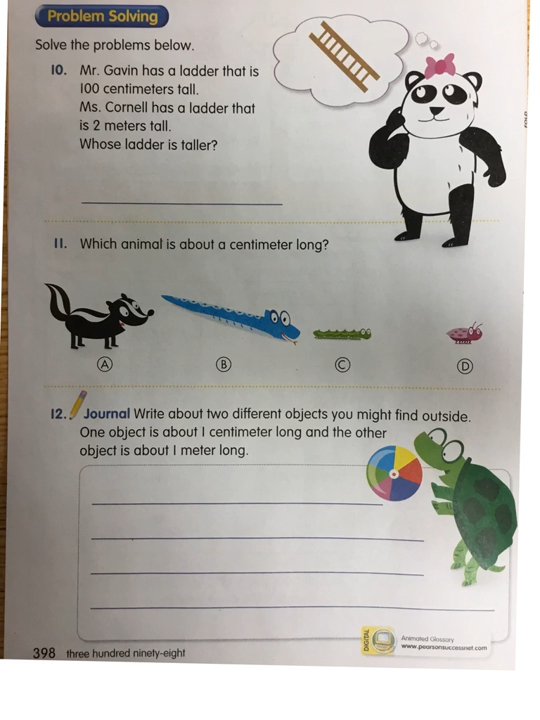 Problem Solving
Solve the problems below.
10. Mr. Gavin has a ladder that is
100 centimeters tall.
Ms. Cornell has a ladder that
is 2 meters tall.
Whose ladder is taller?
11. Which animal is about a centimeter long?
A B C D
12. Journal Write about two different objects you might find outside.
One object is about 1 centimeter long and the other
object is about 1 meter long.
DIGITAL
Animated Glossary
www.pearsonsuccessnet.com
398 three hundred ninety-eight